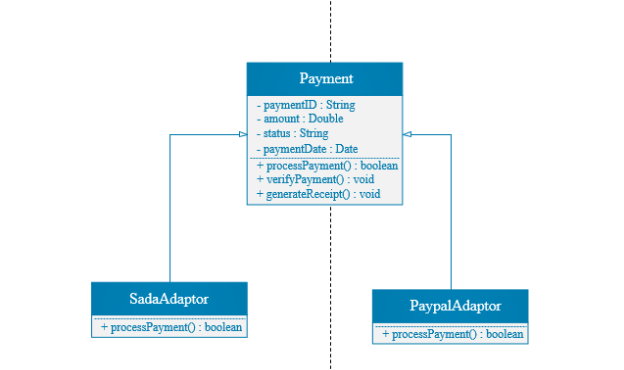 Payment
- paymentID : String
- amount : Double
- status : String
- paymentDate : Date
+ processPayment() : boolean
+ verifyPayment() : void
+ generateReceipt() : void
SadaAdaptor
+ processPayment() : boolean
PaypalAdaptor
+ processPayment() : boolean